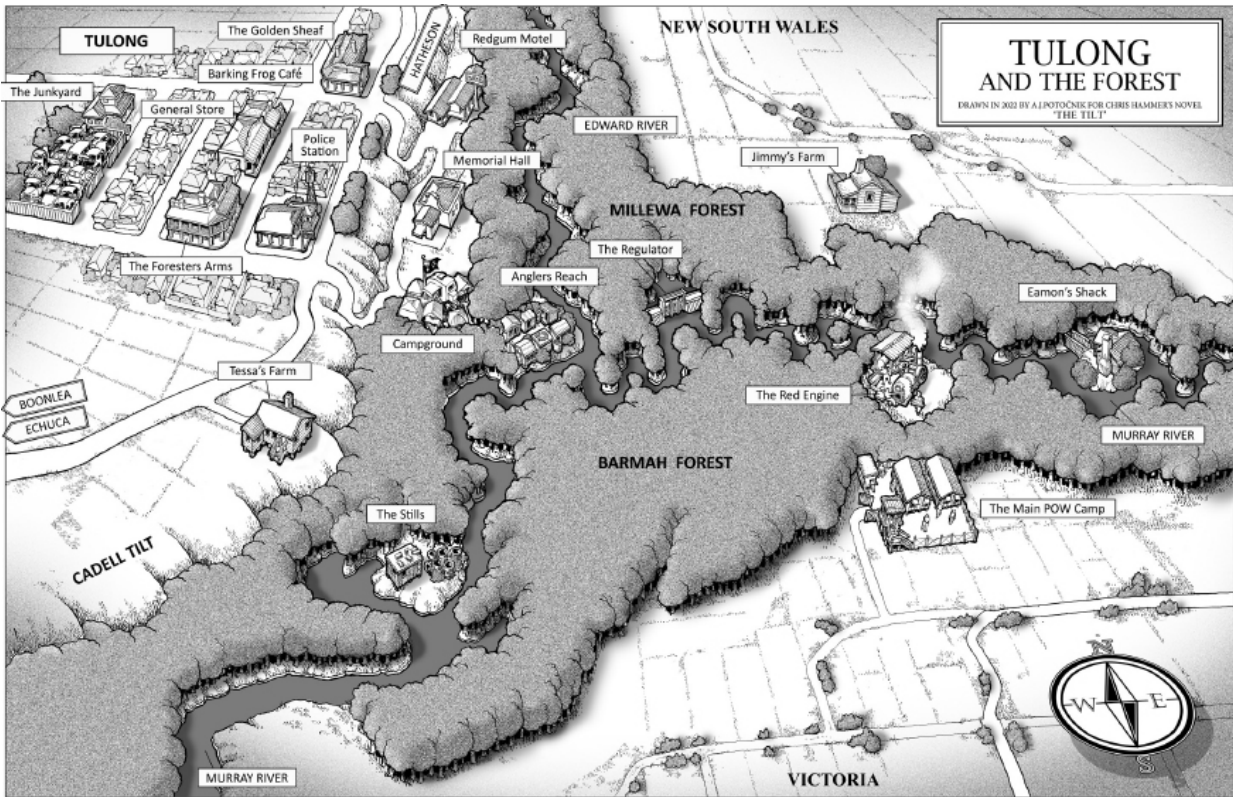 NEW SOUTH WALES
TULONG
AND THE FOREST
DRAWN IN 2022 BY A.J.POTOČNIK FOR CHRIS HAMMER'S NOVEL
'THE TILT'
TULONG
The Golden Sheaf
HATHESON
Redgum Motel
Barking Frog Café
The Junkyard
General Store
Police
Station
EDWARD RIVER
Memorial Hall
Jimmy's Farm
MILLEWA FOREST
The Regulator
The Foresters Arms
Anglers Reach
Eamon's Shack
Campground
Tessa's Farm
BOONLEA
ECHUCA
The Red Engine
MURRAY RIVER
BARMAH FOREST
The Stills
The Main POW Camp
CADELL TILT
N
W
E
S
MURRAY RIVER
VICTORIA